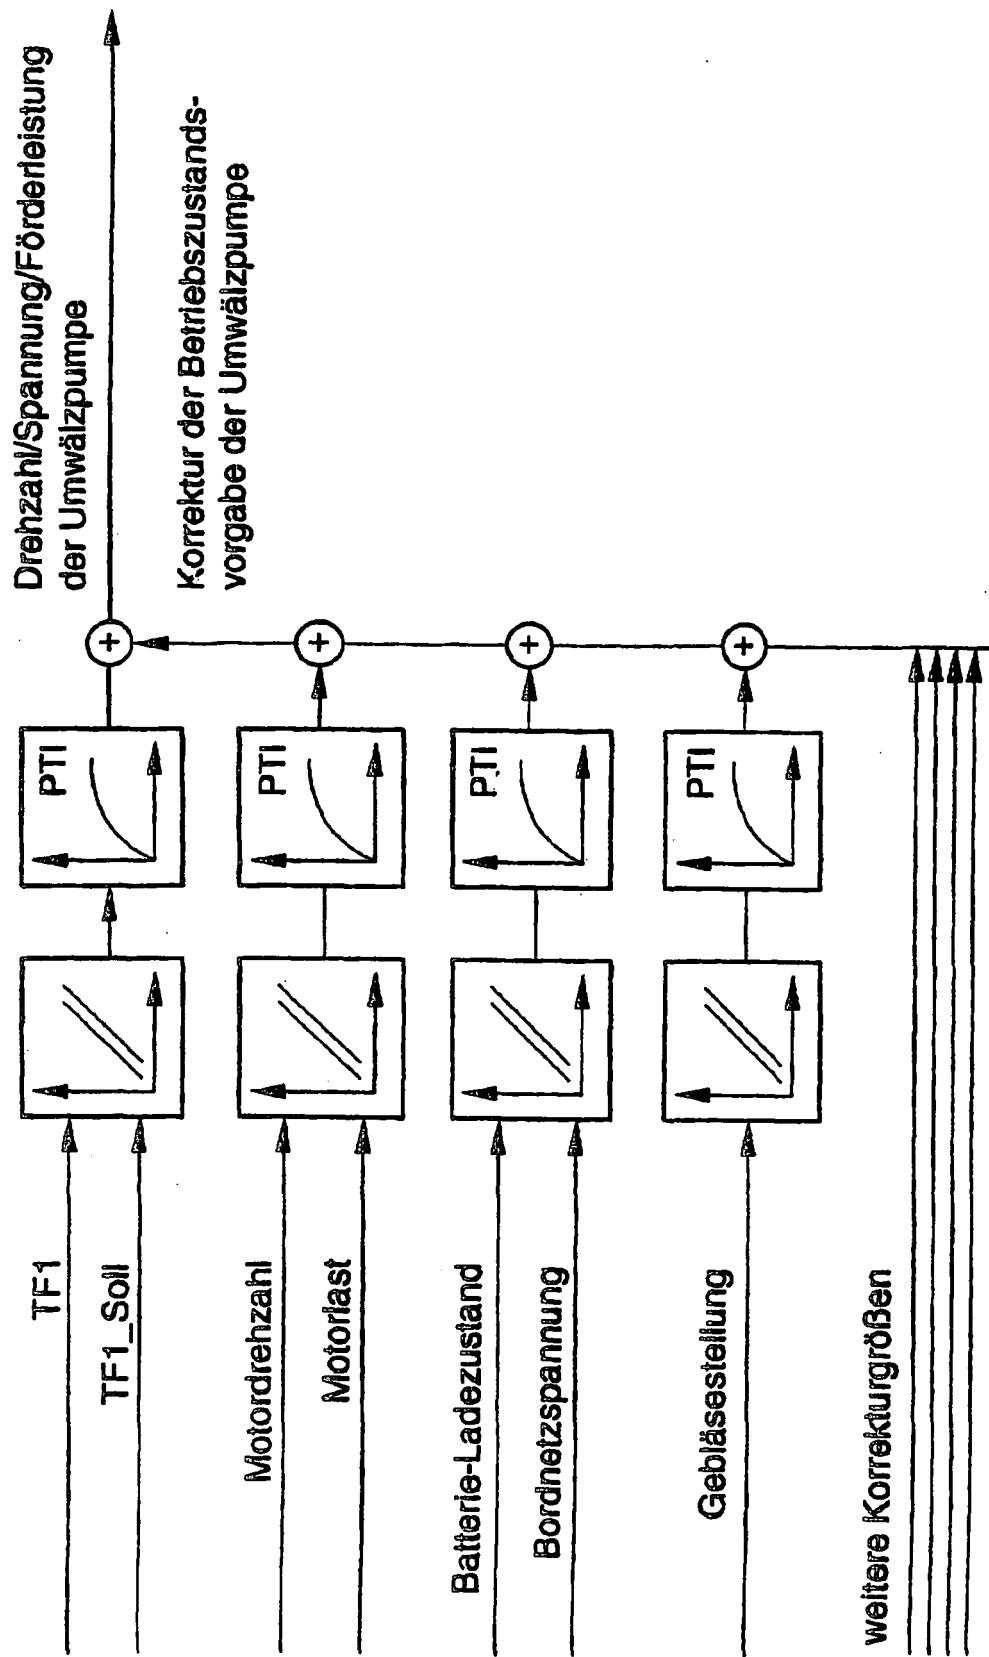 Drehzahl/Spannung/Förderleistung
der Umwälzpumpe
Korrektur der Betriebszustands-
vorgabe der Umwälzpumpe
TF1
TF1_Soll
PTI
Motordrehzahl
Motorlast
PTI
Batterie-Ladezustand
Bordnetzspannung
PTI
Gebläsestellung
PTI
weitere Korrekturgrößen
+
+
+
+